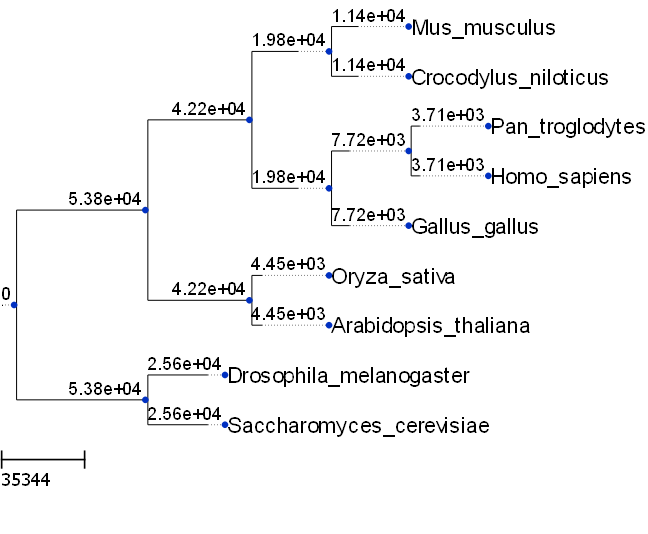 1.14e+04
Mus_musculus
1.98e+04
1.14e+04
Crocodylus_niloticus
4.22e+04
3.71e+03
Pan_troglodytes
7.72e+03
3.71e+03
Homo_sapiens
1.98e+04
5.38e+04
7.72e+03
Gallus_gallus
4.45e+03
Oryza_sativa
4.22e+04
0
4.45e+03
Arabidopsis_thaliana
2.56e+04
Drosophila_melanogaster
5.38e+04
2.56e+04
Saccharomyces_cerevisiae
35344